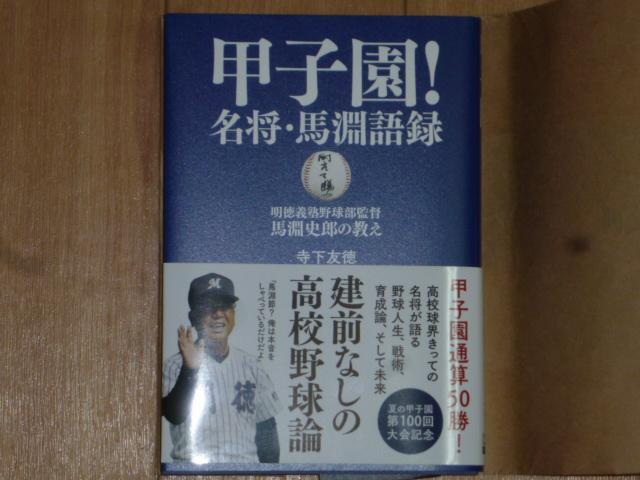 甲子園!
名将・馬淵語録
明徳義塾野球部監督
馬淵史郎の教え
寺下友徳
甲子園通算50勝!
高校球界きっての
名将が語る
野球人生、戦術、
育成論、そして未来
夏の甲子園
第100回
大会記念
建前なしの
高校野球論
「馬淵節?俺は本音を
しゃべっているだけだよ」
M
徳